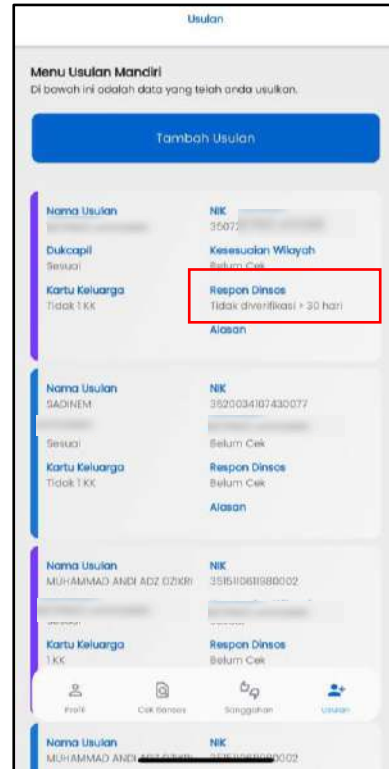 Usulan
Menu Usulan Mandiri
Di bawah ini adalah data yang telah anda usulkan.
Tambah Usulan
Nama Usulan NIK
3507
Dukcapil Kesesuaian Wilayah
Sesuai Belum Cek
Kartu Keluarga Respon Dinsos
Tidak 1 KK Tidak diverifikasi > 30 hari
Alasan
Nama Usulan NIK
SADINEM 3520034107430077
Sesuai Belum Cek
Kartu Keluarga Respon Dinsos
Tidak 1 KK Belum Cek
Alasan
Nama Usulan NIK
MUHAMMAD ANDI ADZ DZIKRI 3515110611980002
Kartu Keluarga Respon Dinsos
1 KK Belum Cek
Profil Cek Bansos Sanggahan Usulan
Nama Usulan NIK
MUHAMMAD ANDI